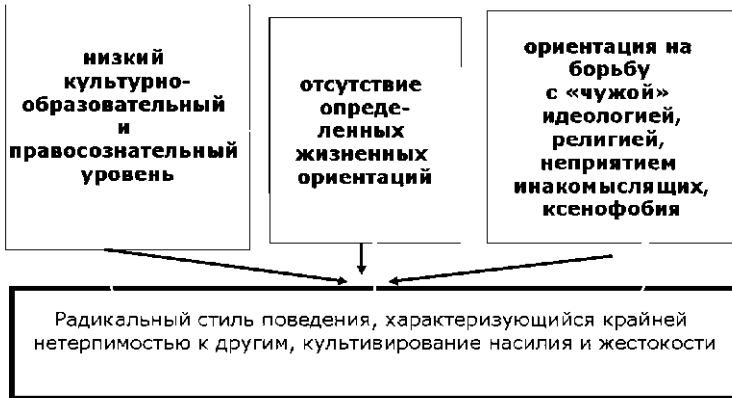 низкий
культурно-
образовательный
и
правосознательный
уровень
отсутствие
опреде-
ленных
жизненных
ориентаций
ориентация на
борьбу
с «чужой»
идеологией,
религией,
неприятием
инакомыслящих,
ксенофобия
Радикальный стиль поведения, характеризующийся крайней
нетерпимостью к другим, культивирование насилия и жестокости